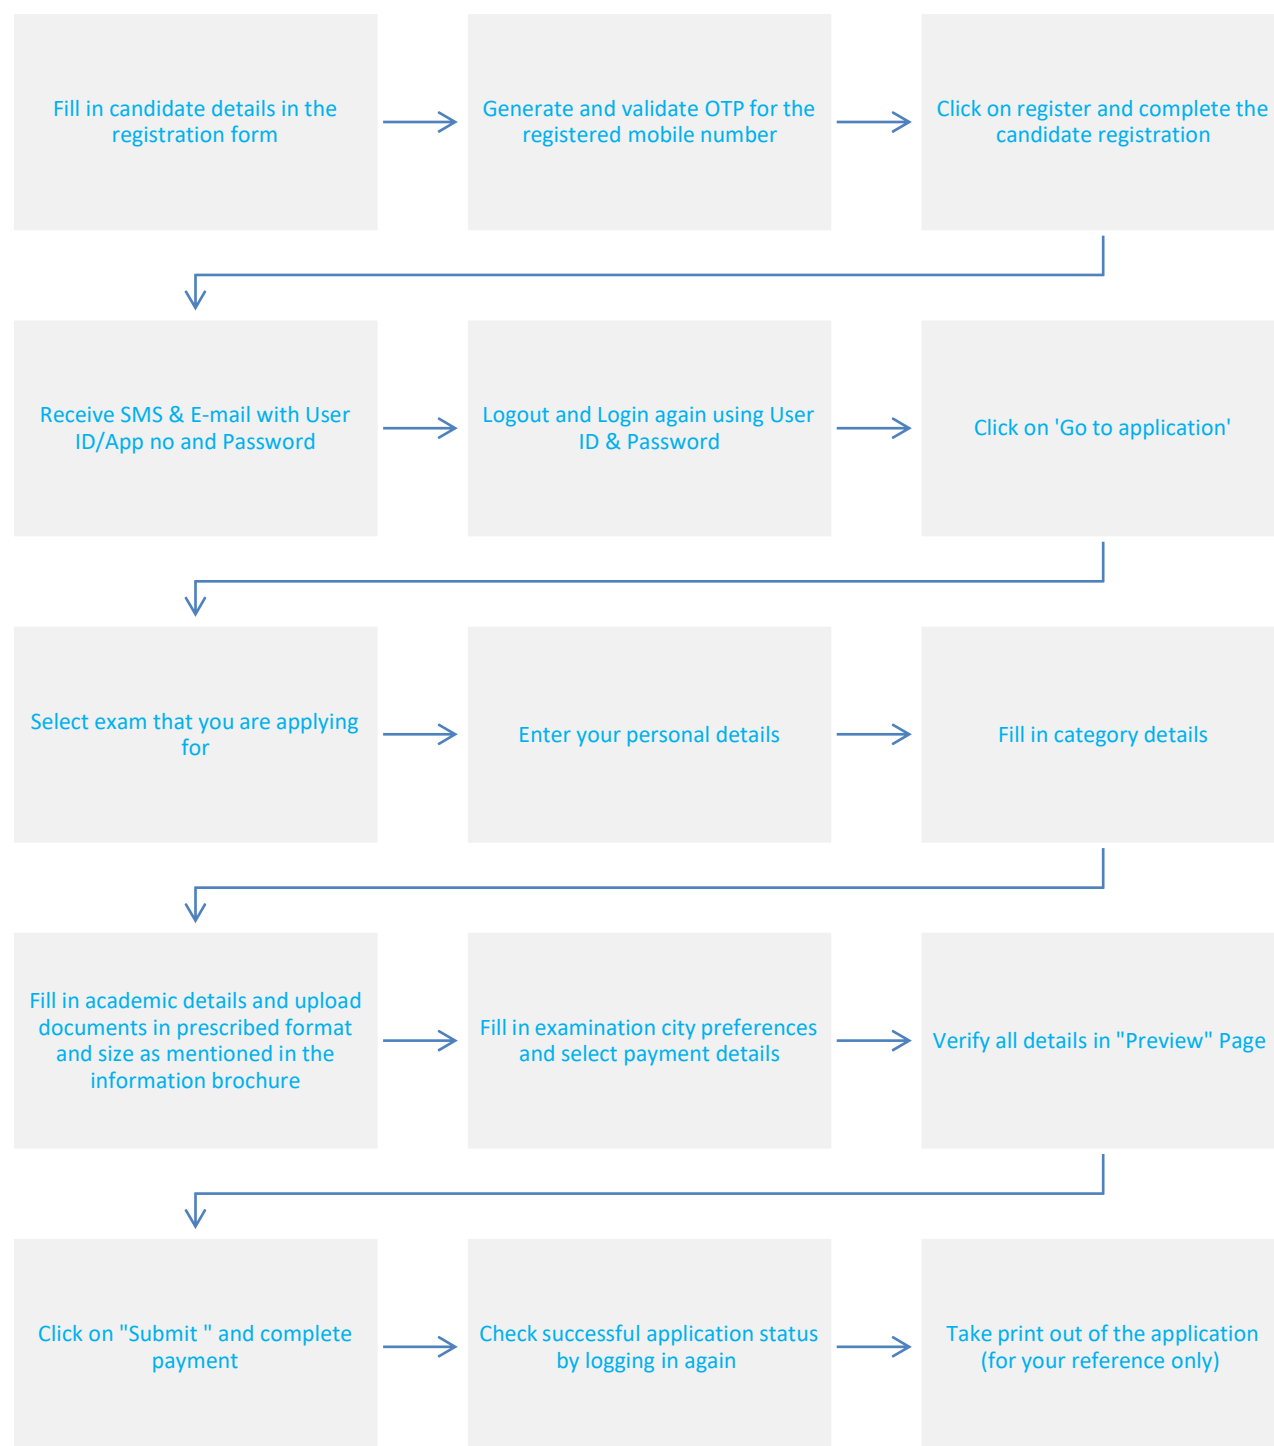 Fill in candidate details in the
registration form
Generate and validate OTP for the
registered mobile number
Click on register and complete the
candidate registration
Receive SMS & E-mail with User
ID/App no and Password
Logout and Login again using User
ID & Password
Click on 'Go to application'
Select exam that you are applying
for
Enter your personal details
Fill in category details
Fill in academic details and upload
documents in prescribed format
and size as mentioned in the
information brochure
Fill in examination city preferences
and select payment details
Verify all details in "Preview" Page
Click on "Submit " and complete
payment
Check successful application status
by logging in again
Take print out of the application
(for your reference only)